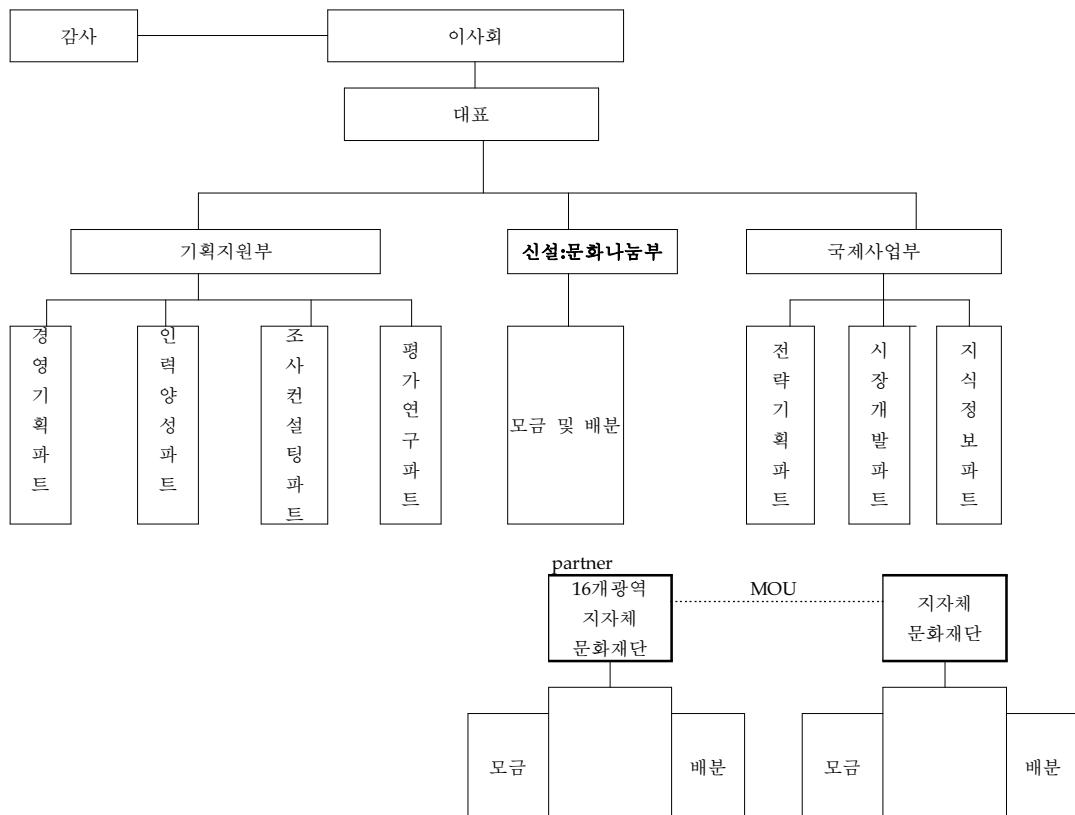 감사
이사회
대표
기획지원부
신설:문화나눔부
국제사업부
경영기획파트
인력양성파트
조사컨설팅파트
평가연구파트
모금 및 배분
전략기획파트
시장개발파트
지식정보파트
partner
16개광역
지자체
문화재단
MOU
지자체
문화재단
모금
배분
모금
배분